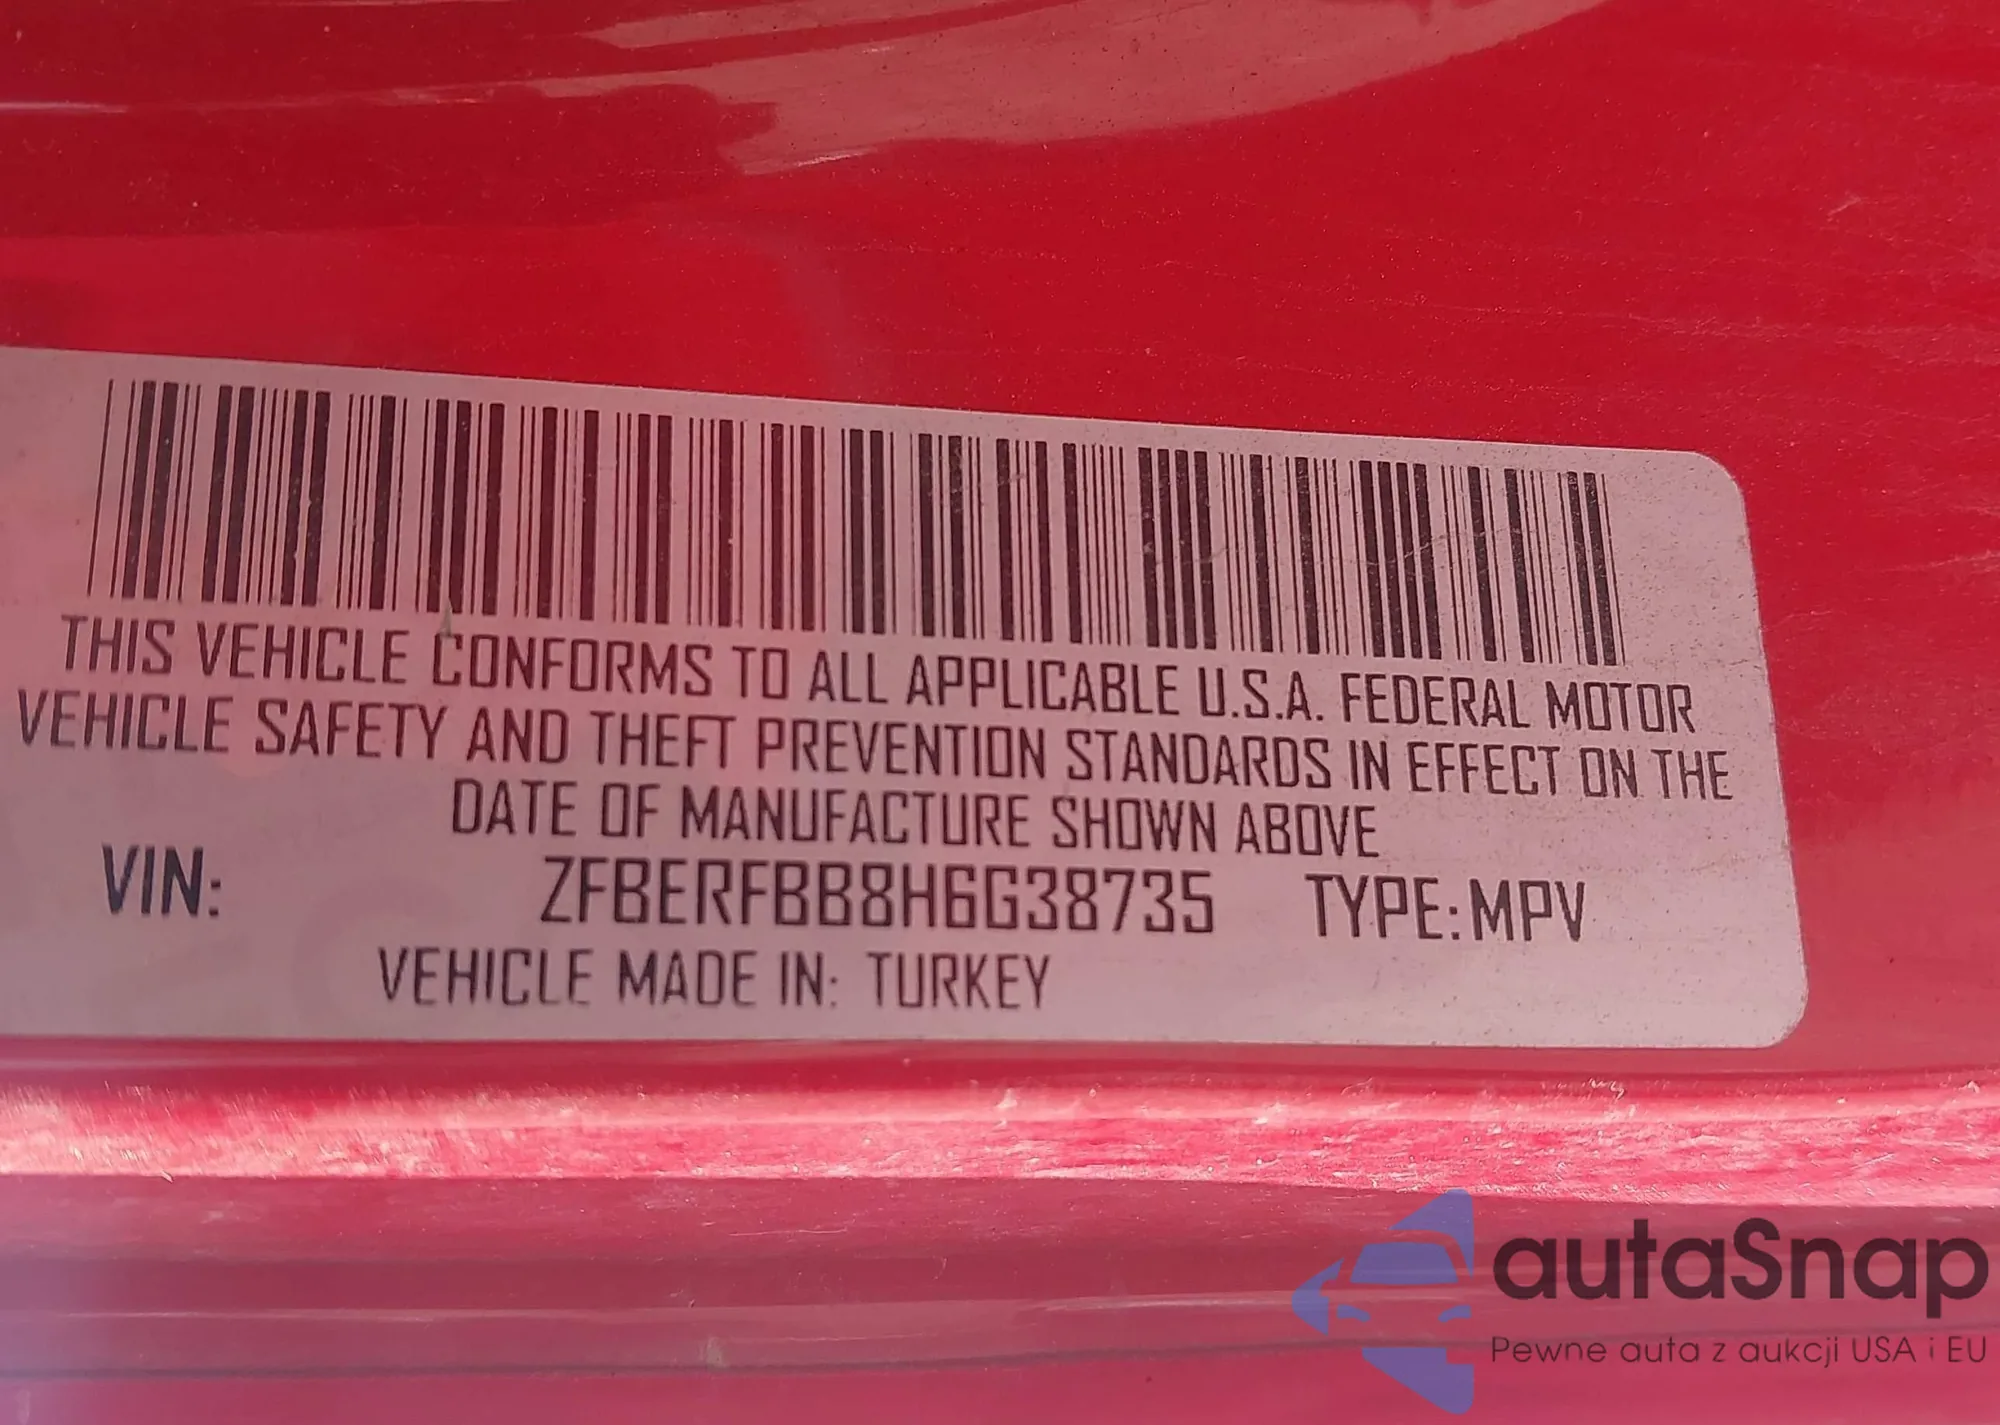 THIS VEHICLE CONFORMS TO ALL APPLICABLE U.S.A. FEDERAL MOTOR
VEHICLE SAFETY AND THEFT PREVENTION STANDARDS IN EFFECT ON THE
DATE OF MANUFACTURE SHOWN ABOVE
VIN: ZFBERFBB8H6G38735 TYPE: MPV
VEHICLE MADE IN: TURKEY
autaSnap
Pewne auta z aukcji USA i EU